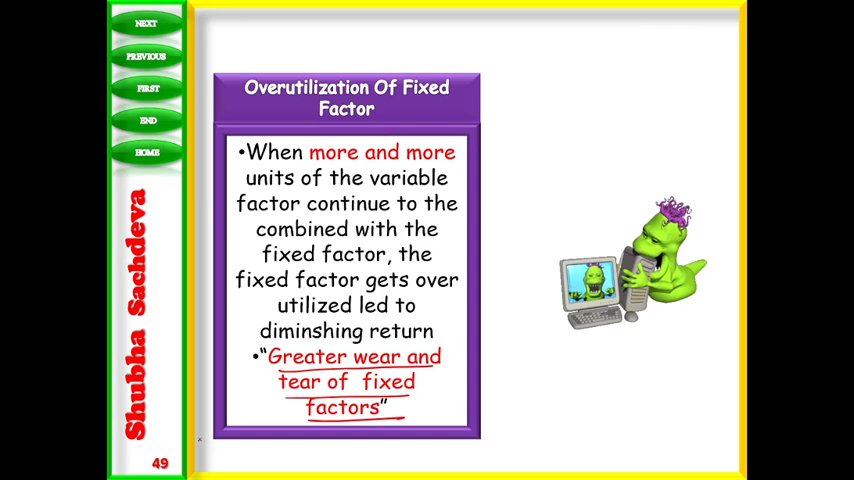 NEXT
PREVIOUS
FIRST
END
HOME
Shubha Sachdeva
49
Overutilization Of Fixed
Factor
•When more and more
units of the variable
factor continue to the
combined with the
fixed factor, the
fixed factor gets over
utilized led to
diminshing return
•“Greater wear and
tear of fixed
factors”